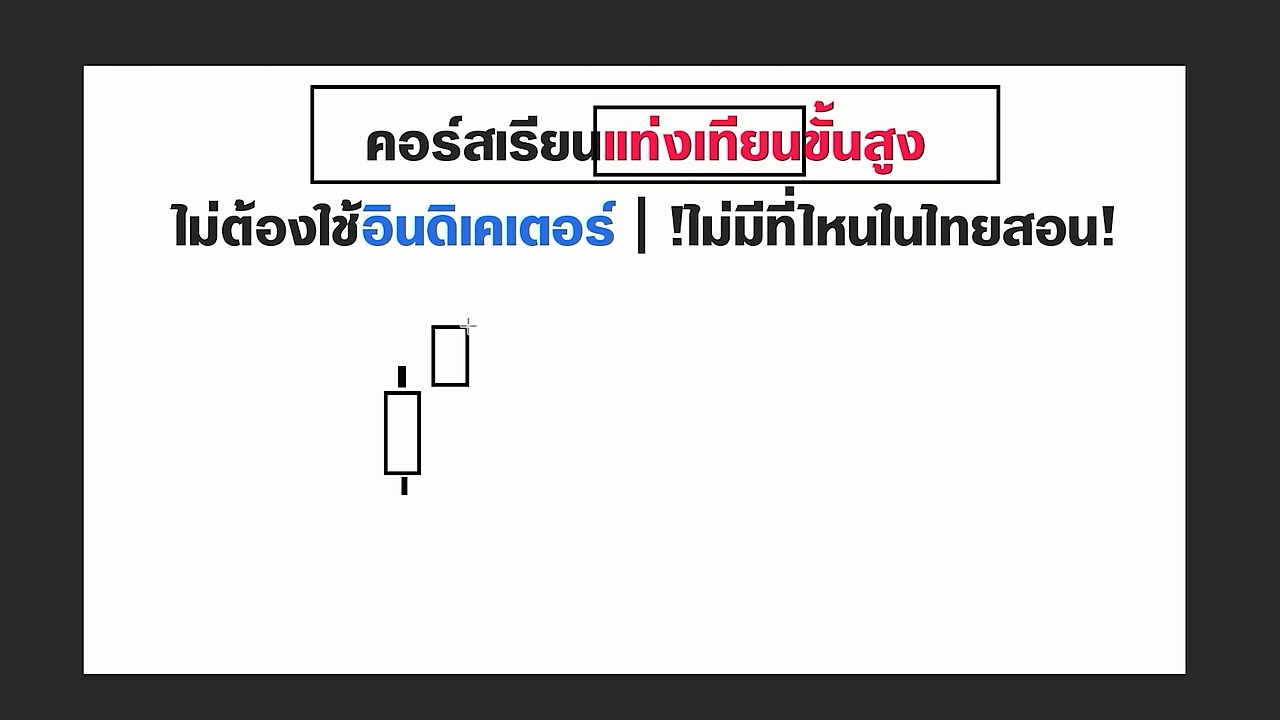 คอร์สเรียนแท่งเทียนขั้นสูง
ไม่ต้องใช้อินดิเคเตอร์ | !ไม่มีที่ไหนในไทยสอน!